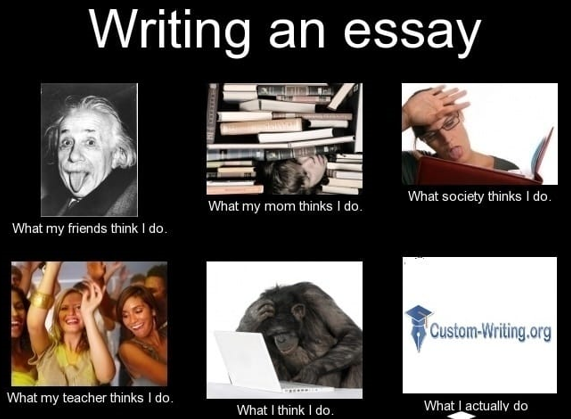 Writing an essay
What my friends think I do.
What my mom thinks I do.
What society thinks I do.
Custom-Writing.org
What my teacher thinks I do.
What I think I do.
What I actually do